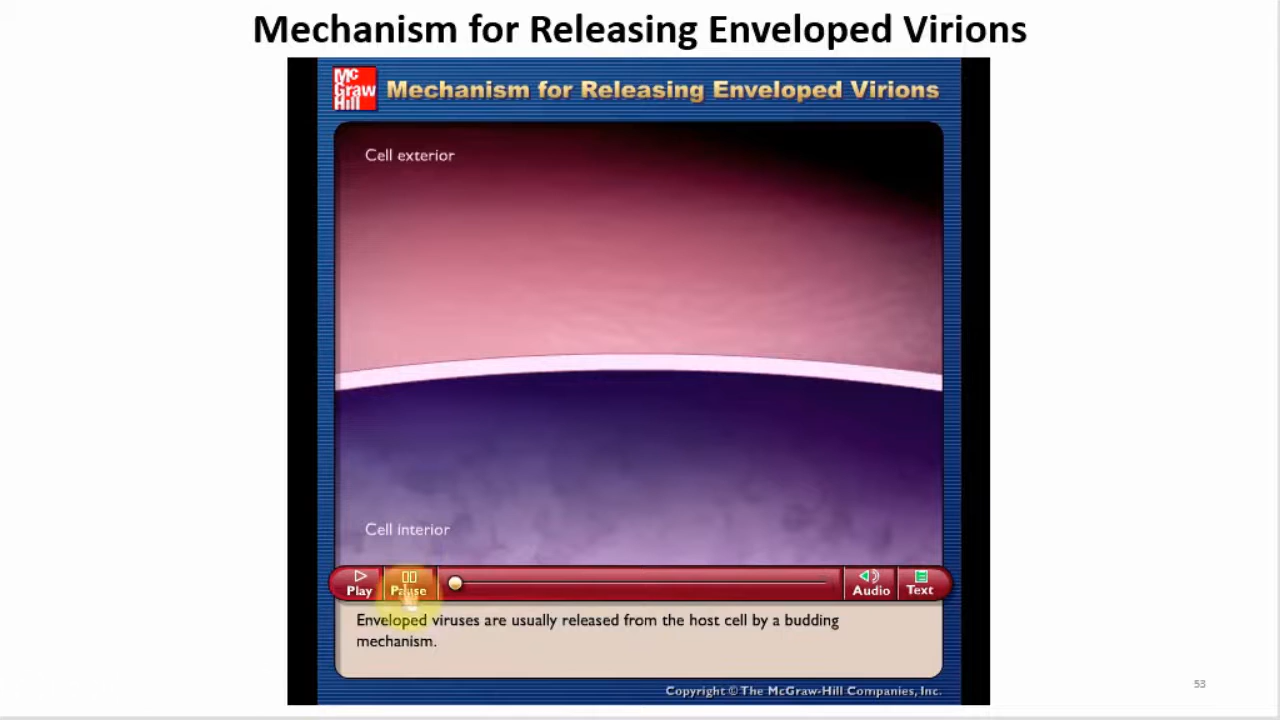 Mechanism for Releasing Enveloped Virions
Mc
Graw
Hill
Mechanism for Releasing Enveloped Virions
Cell exterior
Cell interior
Play
Pause
Audio
Text
Enveloped viruses are usually released from the host cell by a budding
mechanism.
Copyright © The McGraw-Hill Companies, Inc.
53